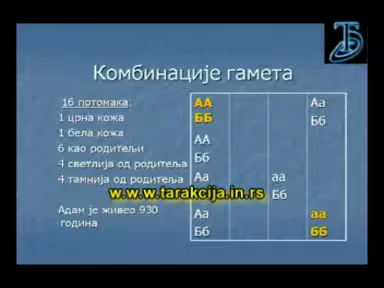 Комбинације гамета
16 потомака:
1 црна кожа
1 бела кожа
6 као родитељи
4 светлија од родитеља
4 тамнија од родитеља
Адам је живео 930
година
АА
ББ
Аа
Бб
АА
Бб
Аа
Бб
аа
Бб
Аа
Бб
аа
бб
w.w.w.tarakcija.in.rs